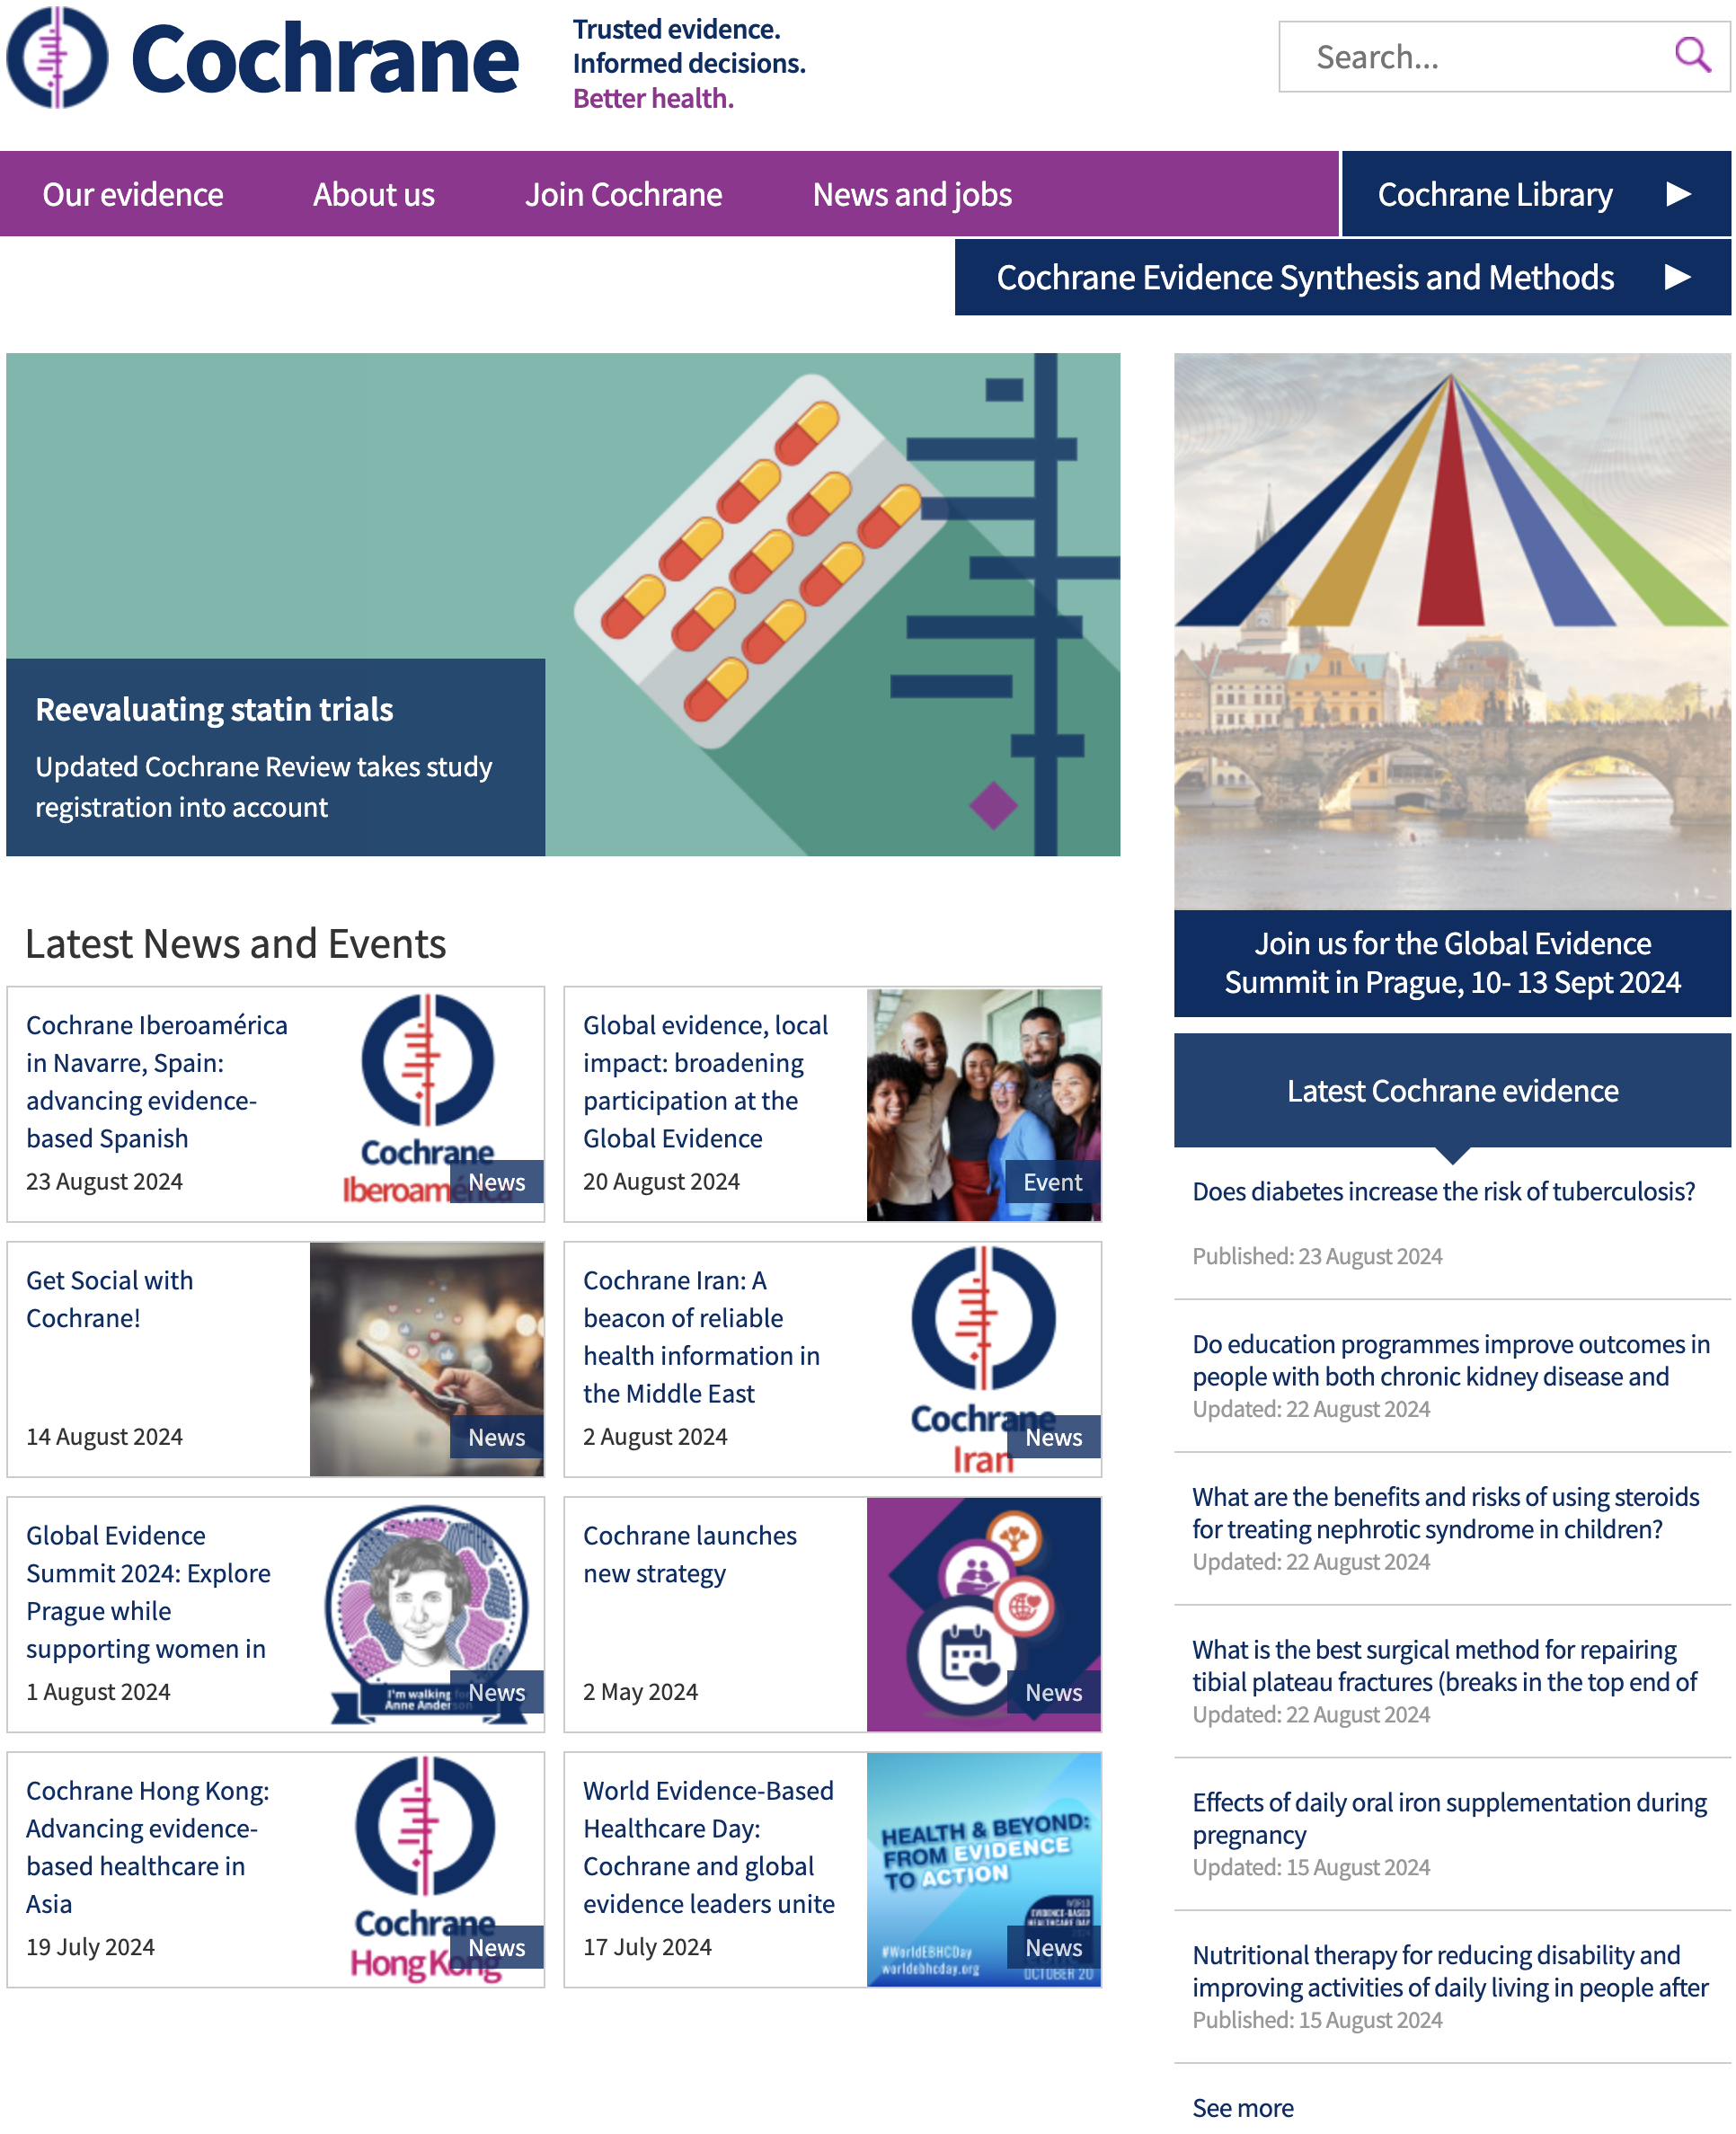 Cochrane
Trusted evidence.
Informed decisions.
Better health.
Search...
Our evidence
About us
Join Cochrane
News and jobs
Cochrane Library
Cochrane Evidence Synthesis and Methods
Reevaluating statin trials
Updated Cochrane Review takes study
registration into account
Join us for the Global Evidence
Summit in Prague, 10- 13 Sept 2024
Latest News and Events
Cochrane Iberoamérica
in Navarre, Spain:
advancing evidence-
based Spanish
23 August 2024
Cochrane
Iberoamérica
News
Global evidence, local
impact: broadening
participation at the
Global Evidence
20 August 2024
Event
Get Social with
Cochrane!
14 August 2024
News
Cochrane Iran: A
beacon of reliable
health information in
the Middle East
2 August 2024
Cochrane
Iran
News
Global Evidence
Summit 2024: Explore
Prague while
supporting women in
1 August 2024
I'm walking for
Anne Anderson
News
Cochrane launches
new strategy
2 May 2024
News
Cochrane Hong Kong:
Advancing evidence-
based healthcare in
Asia
19 July 2024
Cochrane
Hong Kong
News
World Evidence-Based
Healthcare Day:
Cochrane and global
evidence leaders unite
17 July 2024
HEALTH & BEYOND:
FROM EVIDENCE
TO ACTION
WORLD
EVIDENCE-BASED
HEALTHCARE DAY
#WorldEBHCDay
worldebhcday.org
OCTOBER 20
News
Latest Cochrane evidence
Does diabetes increase the risk of tuberculosis?
Published: 23 August 2024
Do education programmes improve outcomes in
people with both chronic kidney disease and
Updated: 22 August 2024
What are the benefits and risks of using steroids
for treating nephrotic syndrome in children?
Updated: 22 August 2024
What is the best surgical method for repairing
tibial plateau fractures (breaks in the top end of
Updated: 22 August 2024
Effects of daily oral iron supplementation during
pregnancy
Updated: 15 August 2024
Nutritional therapy for reducing disability and
improving activities of daily living in people after
Published: 15 August 2024
See more